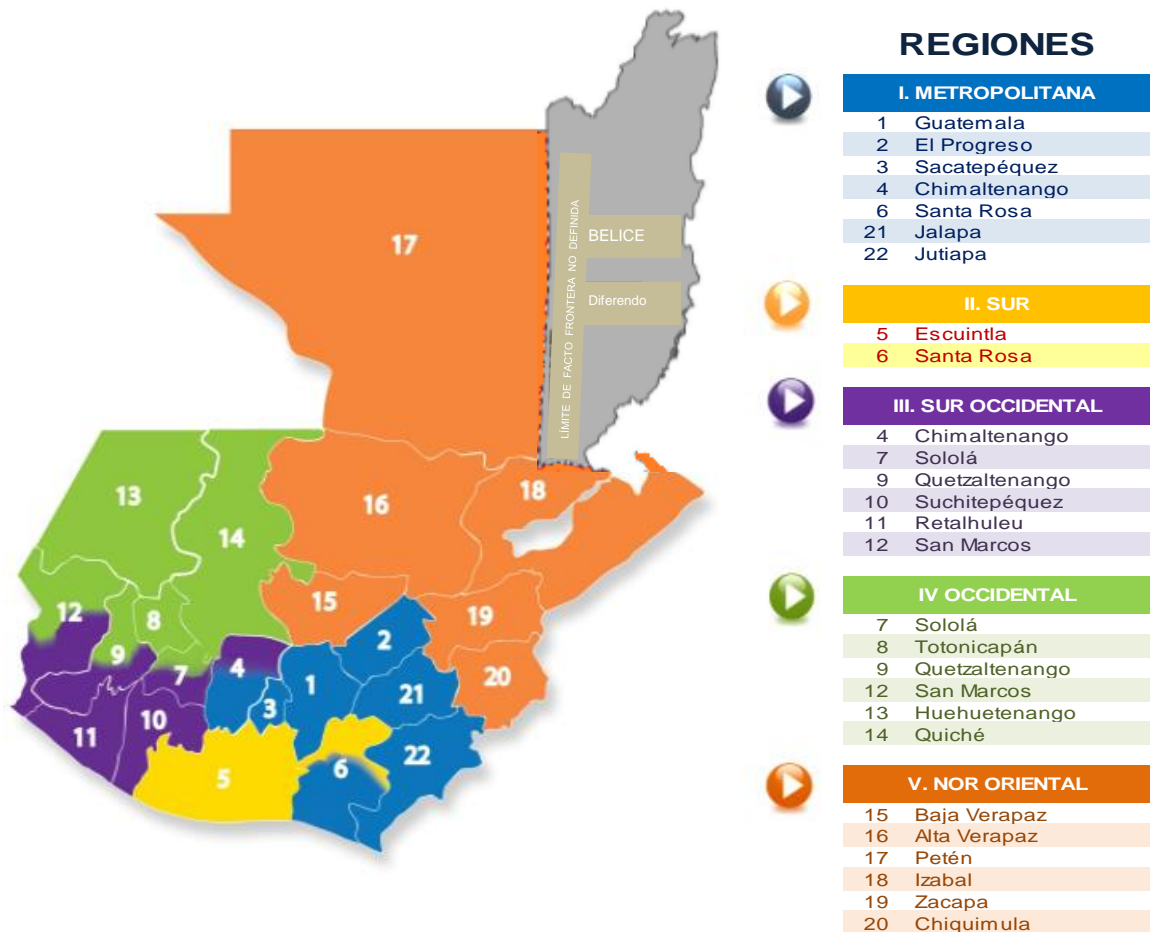 REGIONES
I. METROPOLITANA
1 Guatemala
2 El Progreso
3 Sacatepéquez
4 Chimaltenango
6 Santa Rosa
21 Jalapa
22 Jutiapa
II. SUR
5 Escuintla
6 Santa Rosa
III. SUR OCCIDENTAL
4 Chimaltenango
7 Sololá
9 Quetzaltenango
10 Suchitepéquez
11 Retalhuleu
12 San Marcos
IV OCCIDENTAL
7 Sololá
8 Totonicapán
9 Quetzaltenango
12 San Marcos
13 Huehuetenango
14 Quiché
V. NOR ORIENTAL
15 Baja Verapaz
16 Alta Verapaz
17 Petén
18 Izabal
19 Zacapa
20 Chiquimula
LÍMITE DE FACTO FRONTERA NO DEFINIDA
BELICE
Diferendo
17
18
13
16
14
15
12
8
19
2
9
7
4
20
1
21
3
10
11
22
6
5